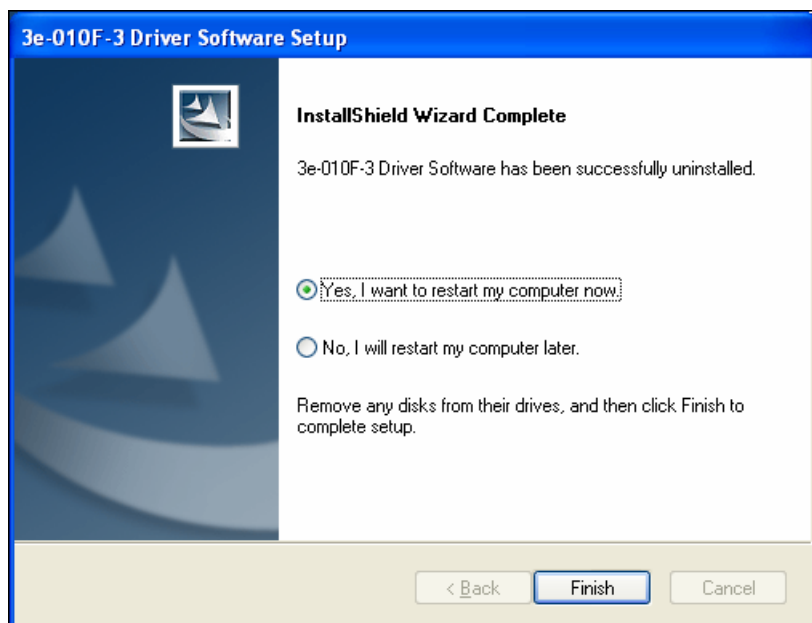 3e-010F-3 Driver Software Setup
InstallShield Wizard Complete
3e-010F-3 Driver Software has been successfully uninstalled.
Yes, I want to restart my computer now.
No, I will restart my computer later.
Remove any disks from their drives, and then click Finish to
complete setup.
< Back Finish Cancel